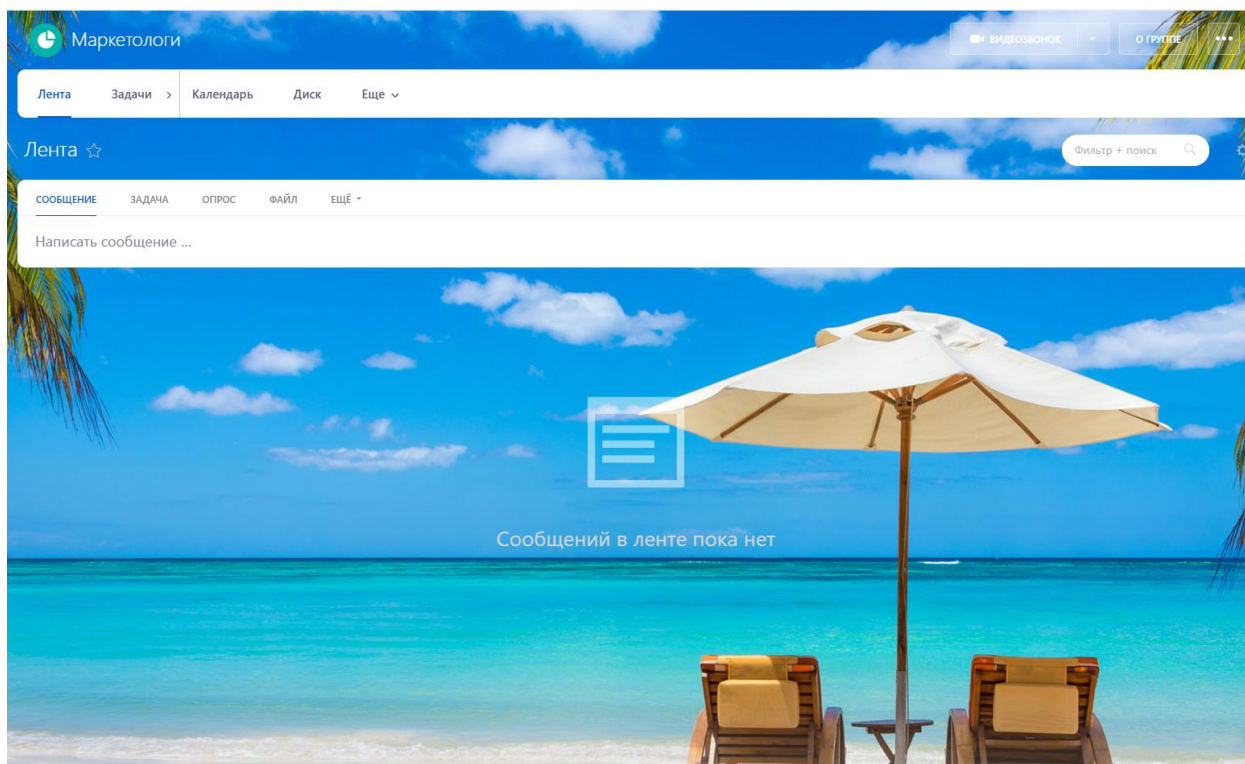 Маркетологи
ВИДЕОЗВОНОК
О ГРУППЕ
Лента Задачи Календарь Диск Еще
Лента
Фильтр + поиск
СООБЩЕНИЕ ЗАДАЧА ОПРОС ФАЙЛ ЕЩЁ
Написать сообщение ...
Сообщений в ленте пока нет